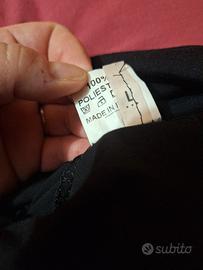 100%
POLIEST
MADE IN I
subito